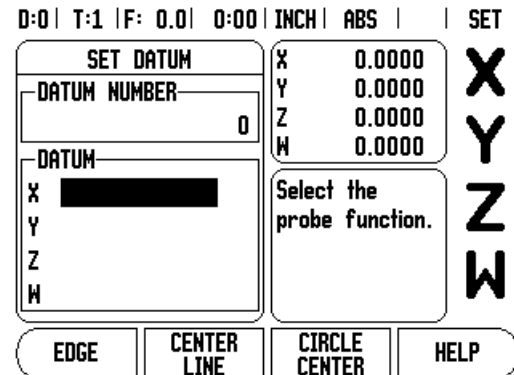 D:0| T:1 |F: 0.0| 0:00| INCH| ABS | | SET
SET DATUM
DATUM NUMBER
0
DATUM
X
Y
Z
W
X 0.0000
Y 0.0000
Z 0.0000
W 0.0000
Select the
probe function.
X
Y
Z
W
EDGE
CENTER
LINE
CIRCLE
CENTER
HELP